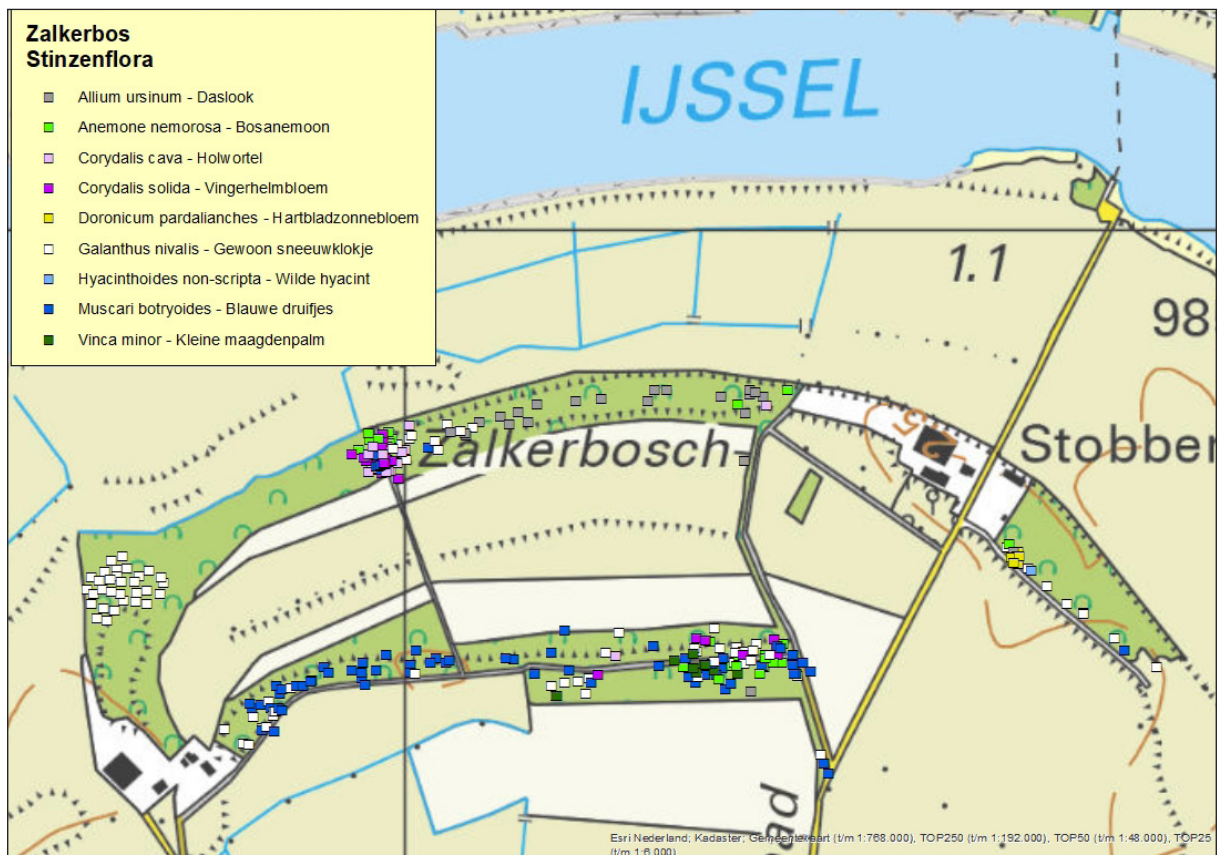 Zalkerbos
Stinzenflora
Allium ursinum - Daslook
Anemone nemorosa - Bosanemoon
Corydalis cava - Holwortel
Corydalis solida - Vingerhelmbloem
Doronicum pardalianches - Hartbladzonnebloem
Galanthus nivalis - Gewoon sneeuwklokje
Hyacinthoides non-scripta - Wilde hyacint
Muscari botryoides - Blauwe druifjes
Vinca minor - Kleine maagdenpalm
IJSSEL
1.1
98
Zalkerbosch
2.5
Stobber
ad
Esri Nederland; Kadaster; Gemeentekaart (t/m 1:768.000), TOP250 (t/m 1:192.000), TOP50 (t/m 1:48.000), TOP25
(t/m 1:6.000)